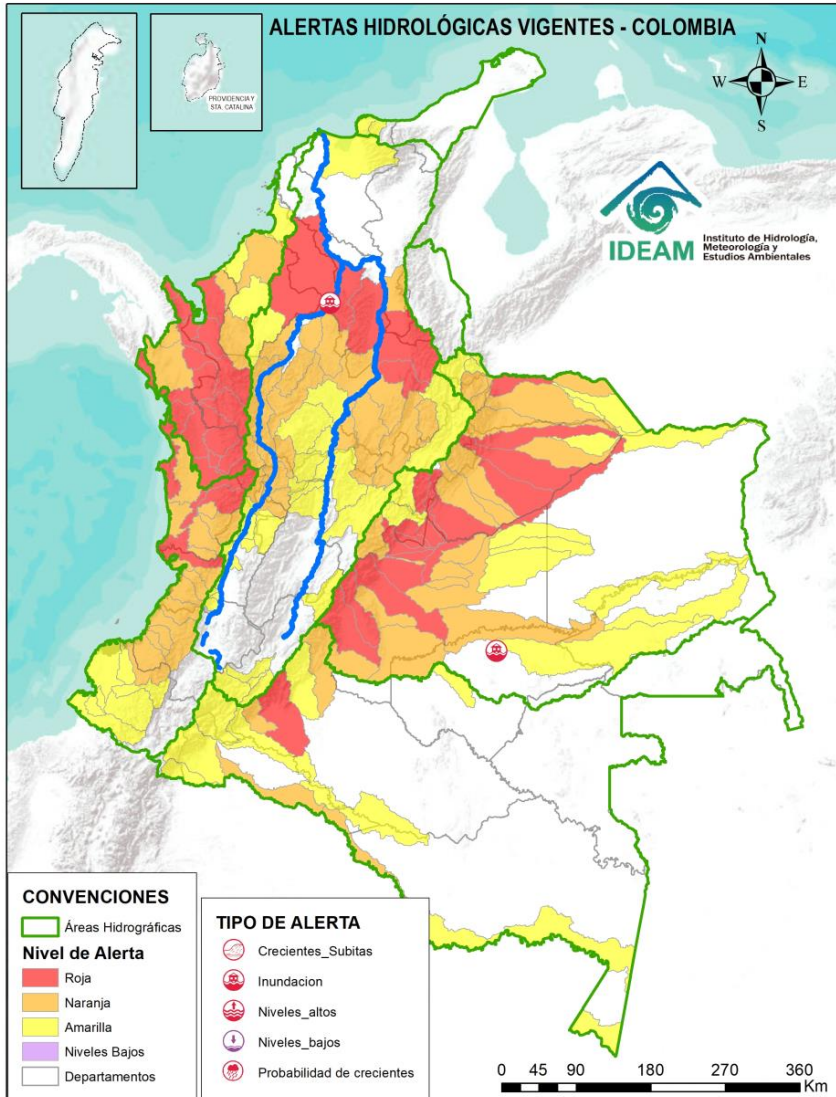 ALERTAS HIDROLÓGICAS VIGENTES - COLOMBIA
PROVIDENCIA Y
STA. CATALINA
N
W
E
S
IDEAM
Instituto de Hidrología,
Meteorología y
Estudios Ambientales
CONVENCIONES
Áreas Hidrográficas
Nivel de Alerta
Roja
Naranja
Amarilla
Niveles Bajos
Departamentos
TIPO DE ALERTA
Crecientes_Subitas
Inundacion
Niveles_altos
Niveles_bajos
Probabilidad de crecientes
0 45 90 180 270 360
Km